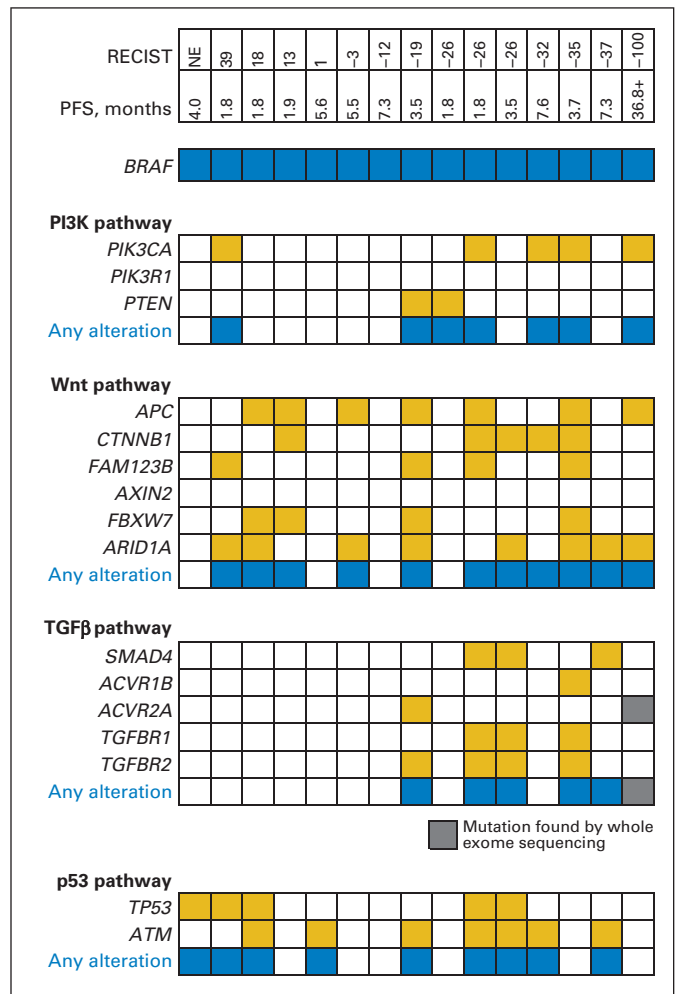 RECIST NE 39 18 13 1 –3 –12 –19 –26 –26 –26 –32 –35 –37 –100
PFS, months 4.0 1.8 1.8 1.9 5.6 5.5 7.3 3.5 1.8 1.8 3.5 7.6 3.7 7.3 36.8+
BRAF
PI3K pathway
PIK3CA
PIK3R1
PTEN
Any alteration
Wnt pathway
APC
CTNNB1
FAM123B
AXIN2
FBXW7
ARID1A
Any alteration
TGFβ pathway
SMAD4
ACVR1B
ACVR2A
TGFBR1
TGFBR2
Any alteration
Mutation found by whole
exome sequencing
p53 pathway
TP53
ATM
Any alteration